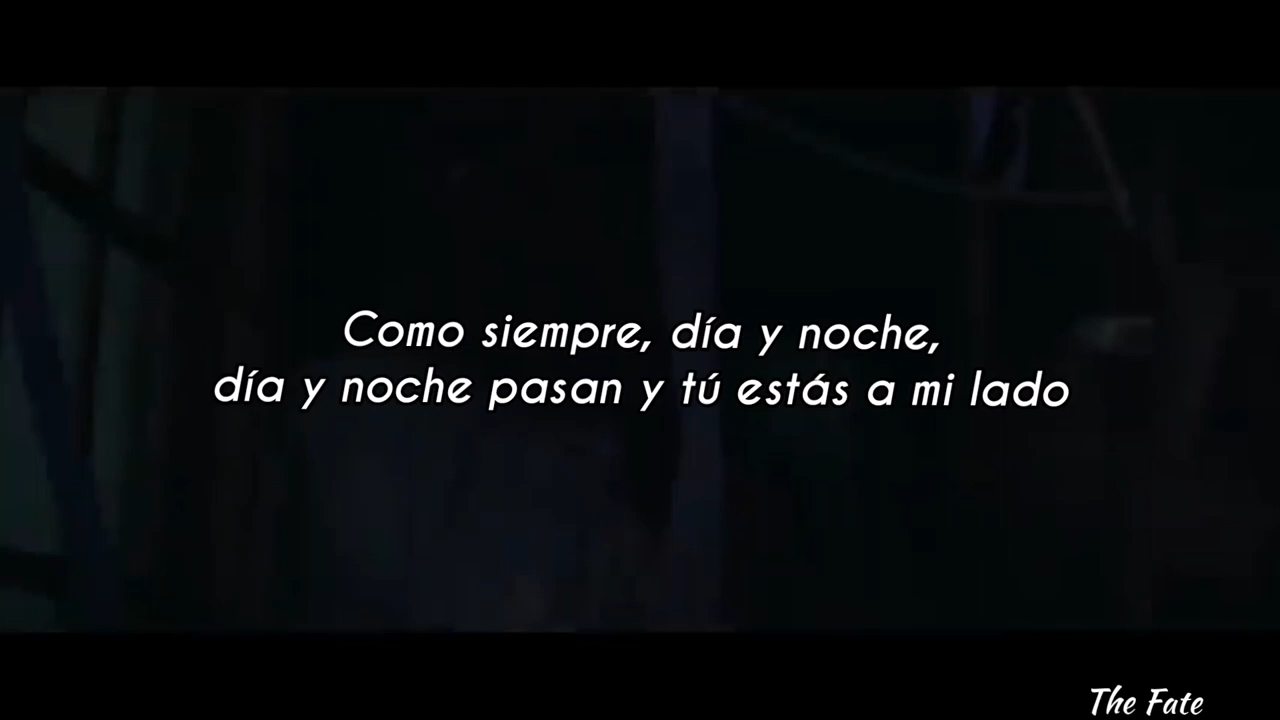 Como siempre, día y noche,
día y noche pasan y tú estás a mi lado
The Fate